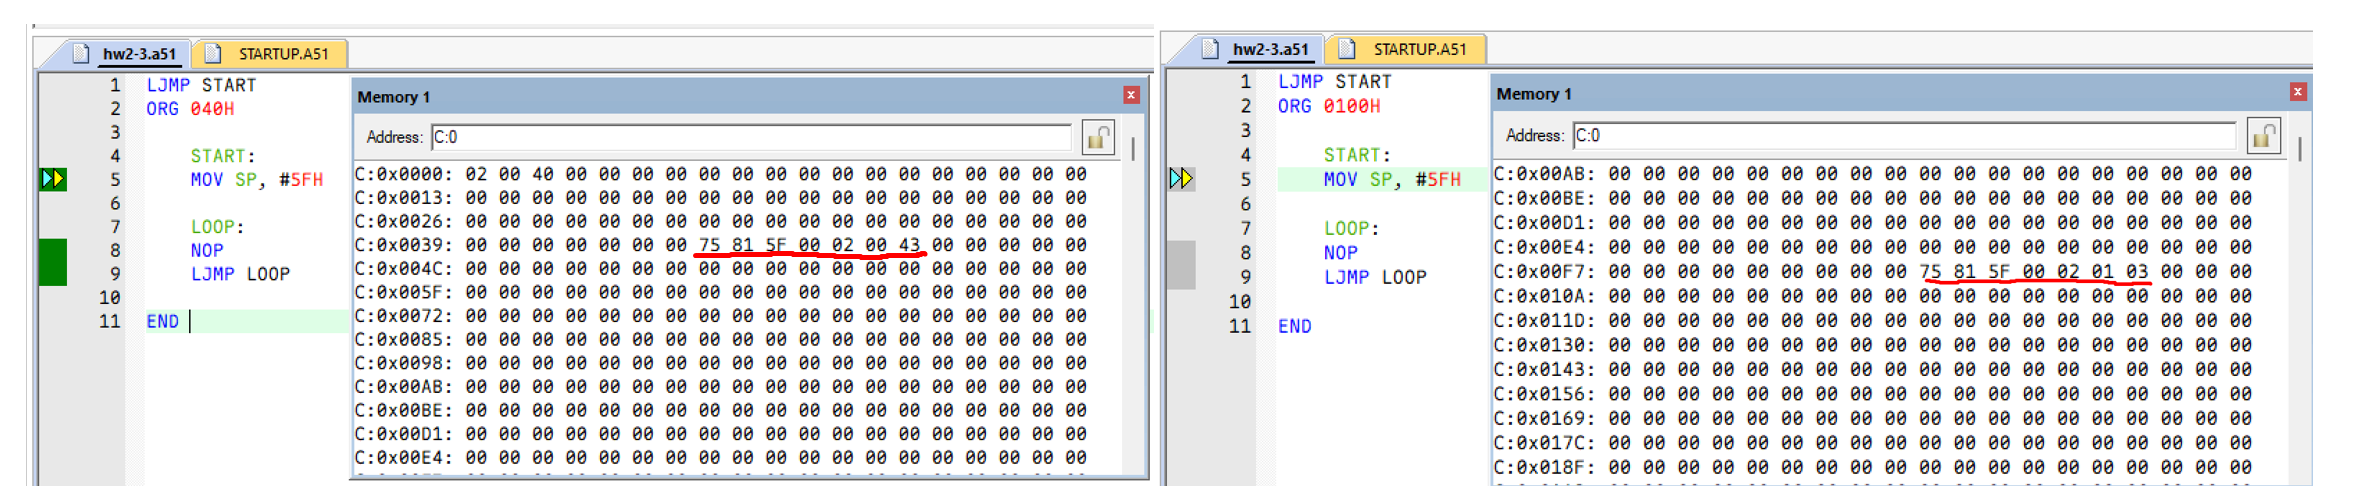 hw2-3.a51 STARTUP.A51
1 LJMP START
2 ORG 040H
3
4 START:
5 MOV SP, #5FH
6
7 LOOP:
8 NOP
9 LJMP LOOP
10
11 END
Memory 1
Address: C:0
C:0x0000: 02 00 40 00 00 00 00 00 00 00 00 00 00 00 00 00 00 00 00
C:0x0013: 00 00 00 00 00 00 00 00 00 00 00 00 00 00 00 00 00 00 00
C:0x0026: 00 00 00 00 00 00 00 00 00 00 00 00 00 00 00 00 00 00 00
C:0x0039: 00 00 00 00 00 00 00 75 81 5F 00 02 00 43 00 00 00 00 00
C:0x004C: 00 00 00 00 00 00 00 00 00 00 00 00 00 00 00 00 00 00 00
C:0x005F: 00 00 00 00 00 00 00 00 00 00 00 00 00 00 00 00 00 00 00
C:0x0072: 00 00 00 00 00 00 00 00 00 00 00 00 00 00 00 00 00 00 00
C:0x0085: 00 00 00 00 00 00 00 00 00 00 00 00 00 00 00 00 00 00 00
C:0x0098: 00 00 00 00 00 00 00 00 00 00 00 00 00 00 00 00 00 00 00
C:0x00AB: 00 00 00 00 00 00 00 00 00 00 00 00 00 00 00 00 00 00 00
C:0x00BE: 00 00 00 00 00 00 00 00 00 00 00 00 00 00 00 00 00 00 00
C:0x00D1: 00 00 00 00 00 00 00 00 00 00 00 00 00 00 00 00 00 00 00
C:0x00E4: 00 00 00 00 00 00 00 00 00 00 00 00 00 00 00 00 00 00 00
hw2-3.a51 STARTUP.A51
1 LJMP START
2 ORG 0100H
3
4 START:
5 MOV SP, #5FH
6
7 LOOP:
8 NOP
9 LJMP LOOP
10
11 END
Memory 1
Address: C:0
C:0x00AB: 00 00 00 00 00 00 00 00 00 00 00 00 00 00 00 00 00 00 00
C:0x00BE: 00 00 00 00 00 00 00 00 00 00 00 00 00 00 00 00 00 00 00
C:0x00D1: 00 00 00 00 00 00 00 00 00 00 00 00 00 00 00 00 00 00 00
C:0x00E4: 00 00 00 00 00 00 00 00 00 00 00 00 00 00 00 00 00 00 00
C:0x00F7: 00 00 00 00 00 00 00 00 00 75 81 5F 00 02 01 03 00 00 00
C:0x010A: 00 00 00 00 00 00 00 00 00 00 00 00 00 00 00 00 00 00 00
C:0x011D: 00 00 00 00 00 00 00 00 00 00 00 00 00 00 00 00 00 00 00
C:0x0130: 00 00 00 00 00 00 00 00 00 00 00 00 00 00 00 00 00 00 00
C:0x0143: 00 00 00 00 00 00 00 00 00 00 00 00 00 00 00 00 00 00 00
C:0x0156: 00 00 00 00 00 00 00 00 00 00 00 00 00 00 00 00 00 00 00
C:0x0169: 00 00 00 00 00 00 00 00 00 00 00 00 00 00 00 00 00 00 00
C:0x017C: 00 00 00 00 00 00 00 00 00 00 00 00 00 00 00 00 00 00 00
C:0x018F: 00 00 00 00 00 00 00 00 00 00 00 00 00 00 00 00 00 00 00